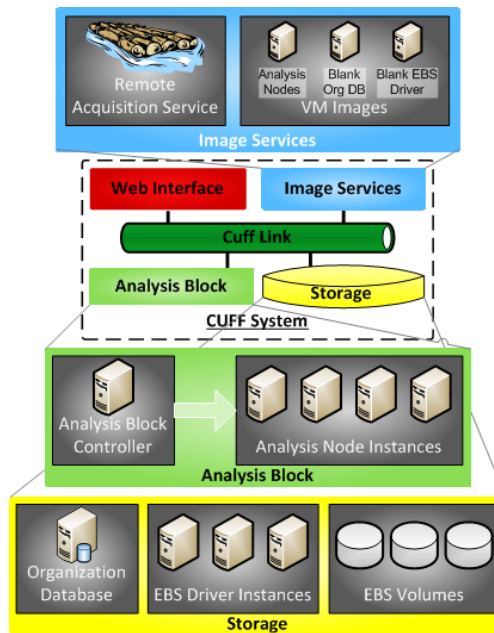 Remote
Acquisition Service
Analysis
Nodes
Blank
Org DB
Blank EBS
Driver
VM Images
Image Services
Web Interface
Image Services
Cuff Link
Analysis Block
Storage
CUFF System
Analysis Block
Controller
Analysis Node Instances
Analysis Block
Organization
Database
EBS Driver Instances
EBS Volumes
Storage